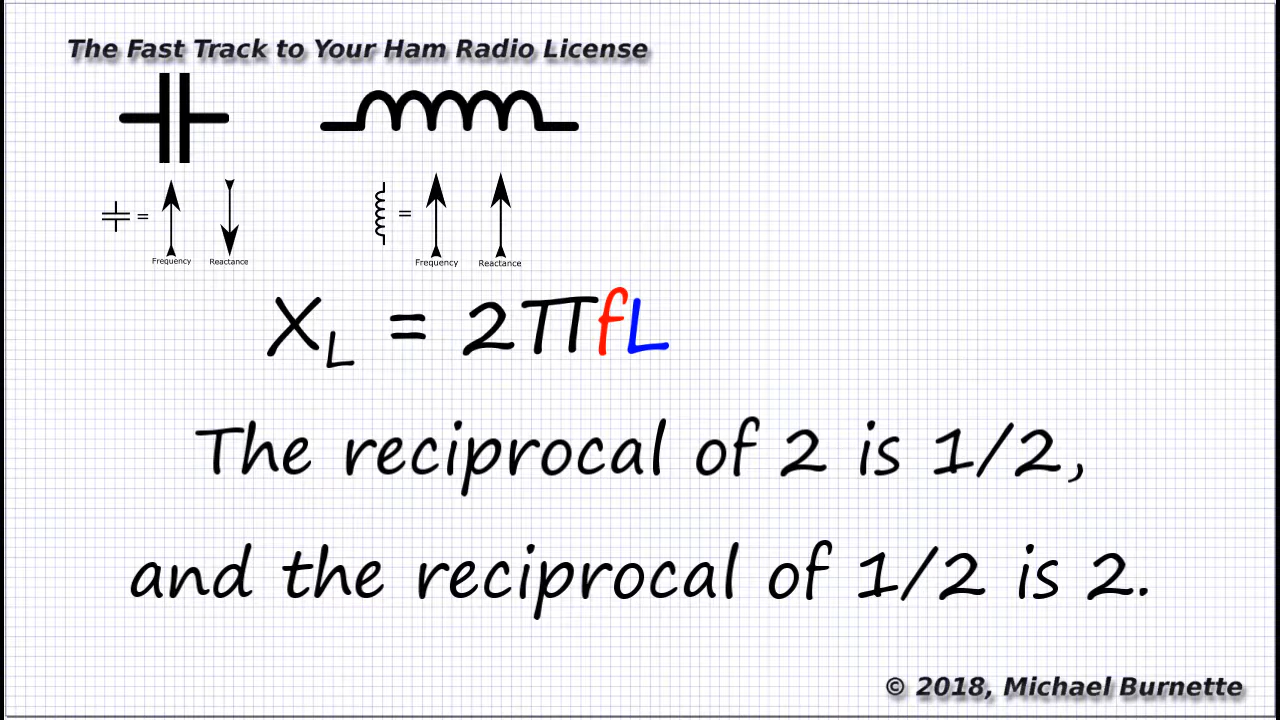 The Fast Track to Your Ham Radio License
= Frequency Reactance
= Frequency Reactance
X_L = 2πfL
The reciprocal of 2 is 1/2,
and the reciprocal of 1/2 is 2.
© 2018, Michael Burnette